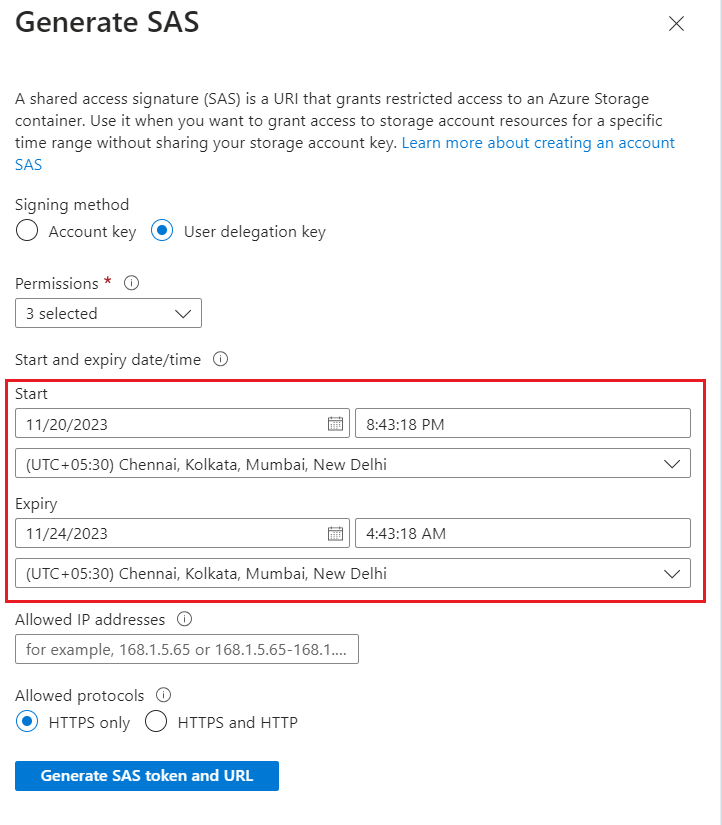 Generate SAS
A shared access signature (SAS) is a URI that grants restricted access to an Azure Storage
container. Use it when you want to grant access to storage account resources for a specific
time range without sharing your storage account key. Learn more about creating an account
SAS
Signing method
Account key User delegation key
Permissions *
3 selected
Start and expiry date/time
Start
11/20/2023 8:43:18 PM
(UTC+05:30) Chennai, Kolkata, Mumbai, New Delhi
Expiry
11/24/2023 4:43:18 AM
(UTC+05:30) Chennai, Kolkata, Mumbai, New Delhi
Allowed IP addresses
for example, 168.1.5.65 or 168.1.5.65-168.1....
Allowed protocols
HTTPS only HTTPS and HTTP
Generate SAS token and URL